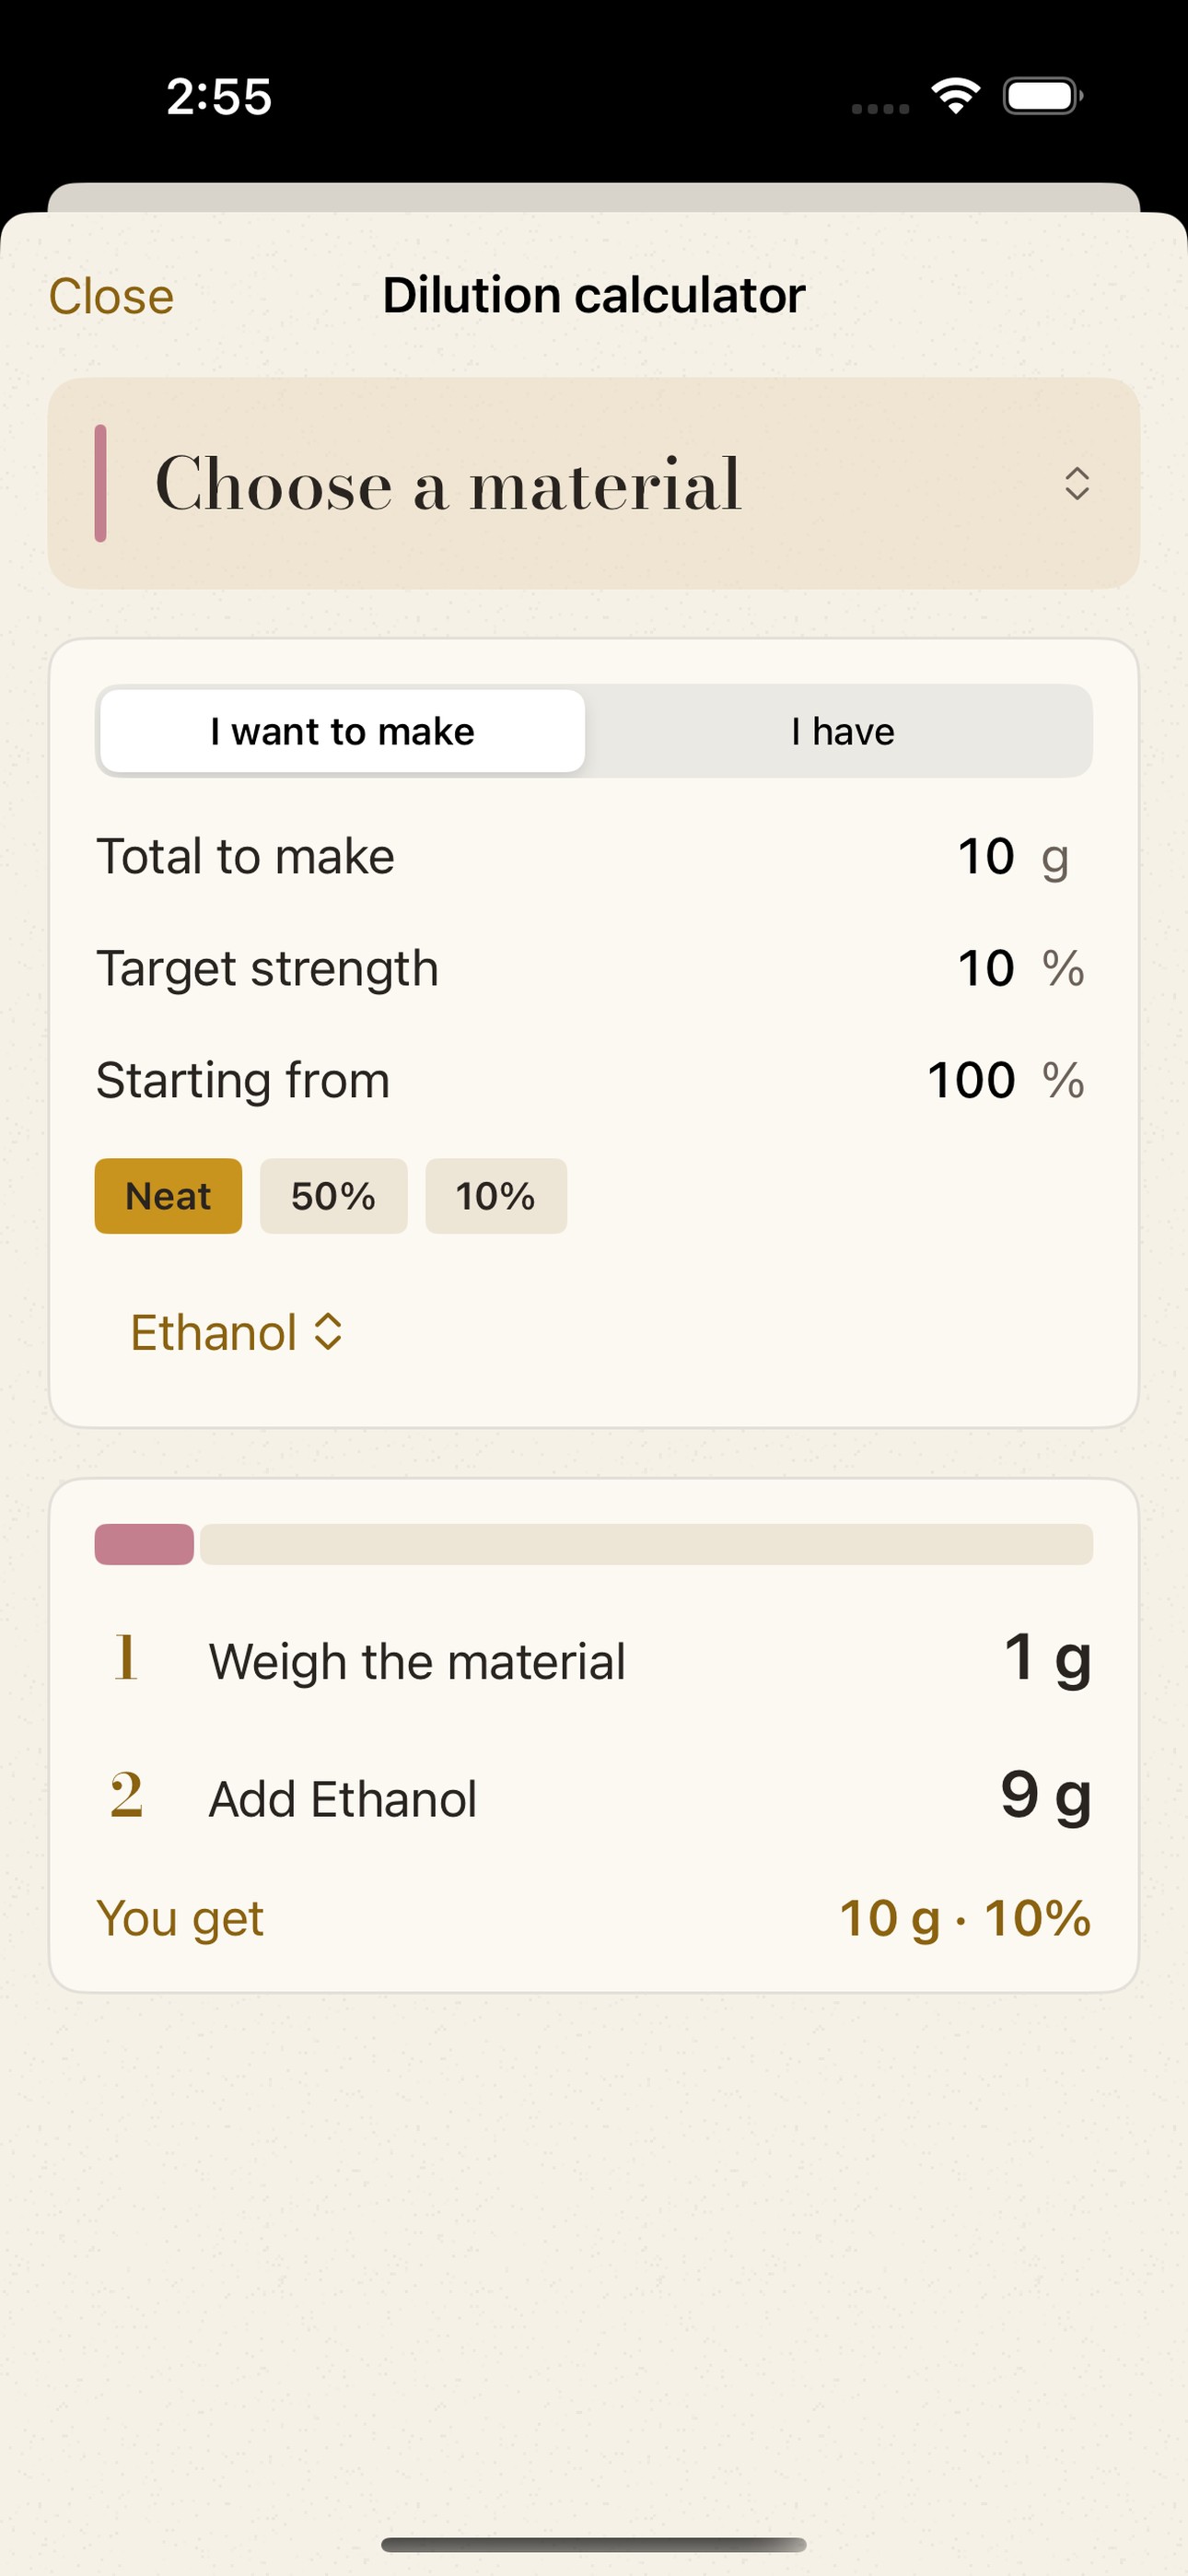 2:55
Close
Dilution calculator
Choose a material
I want to make
I have
Total to make 10 g
Target strength 10 %
Starting from 100 %
Neat 50% 10%
Ethanol
1 Weigh the material 1 g
2 Add Ethanol 9 g
You get 10 g · 10%